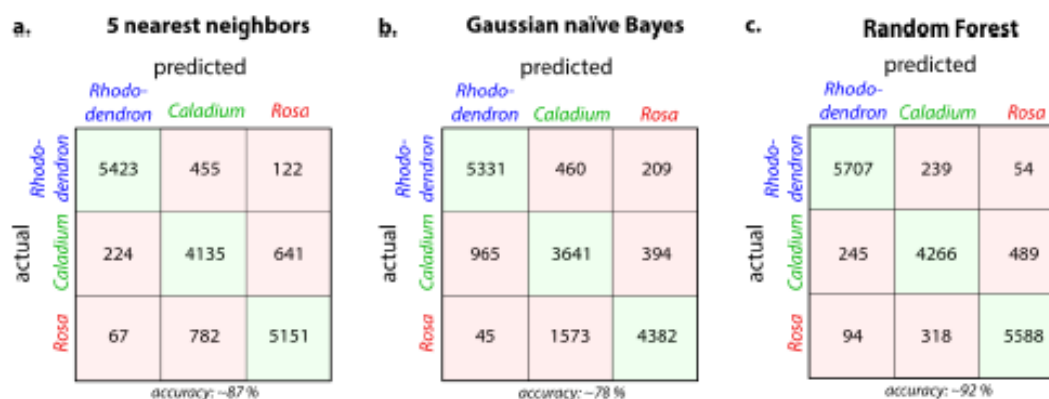 a. 5 nearest neighbors
predicted
Rhodo-
dendron Caladium Rosa
actual
Rhodo-
dendron 5423 455 122
Caladium 224 4135 641
Rosa 67 782 5151
accuracy: ~87 %
b. Gaussian naïve Bayes
predicted
Rhodo-
dendron Caladium Rosa
actual
Rhodo-
dendron 5331 460 209
Caladium 965 3641 394
Rosa 45 1573 4382
accuracy: ~78 %
c. Random Forest
predicted
Rhodo-
dendron Caladium Rosa
actual
Rhodo-
dendron 5707 239 54
Caladium 245 4266 489
Rosa 94 318 5588
accuracy: ~92 %